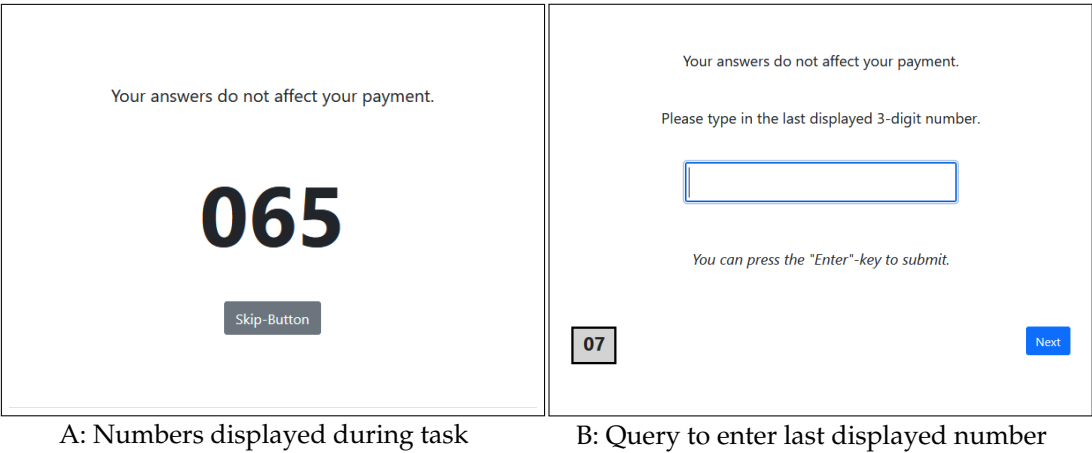 Your answers do not affect your payment.
065
Skip-Button
A: Numbers displayed during task
Your answers do not affect your payment.
Please type in the last displayed 3-digit number.
You can press the "Enter"-key to submit.
07
Next
B: Query to enter last displayed number